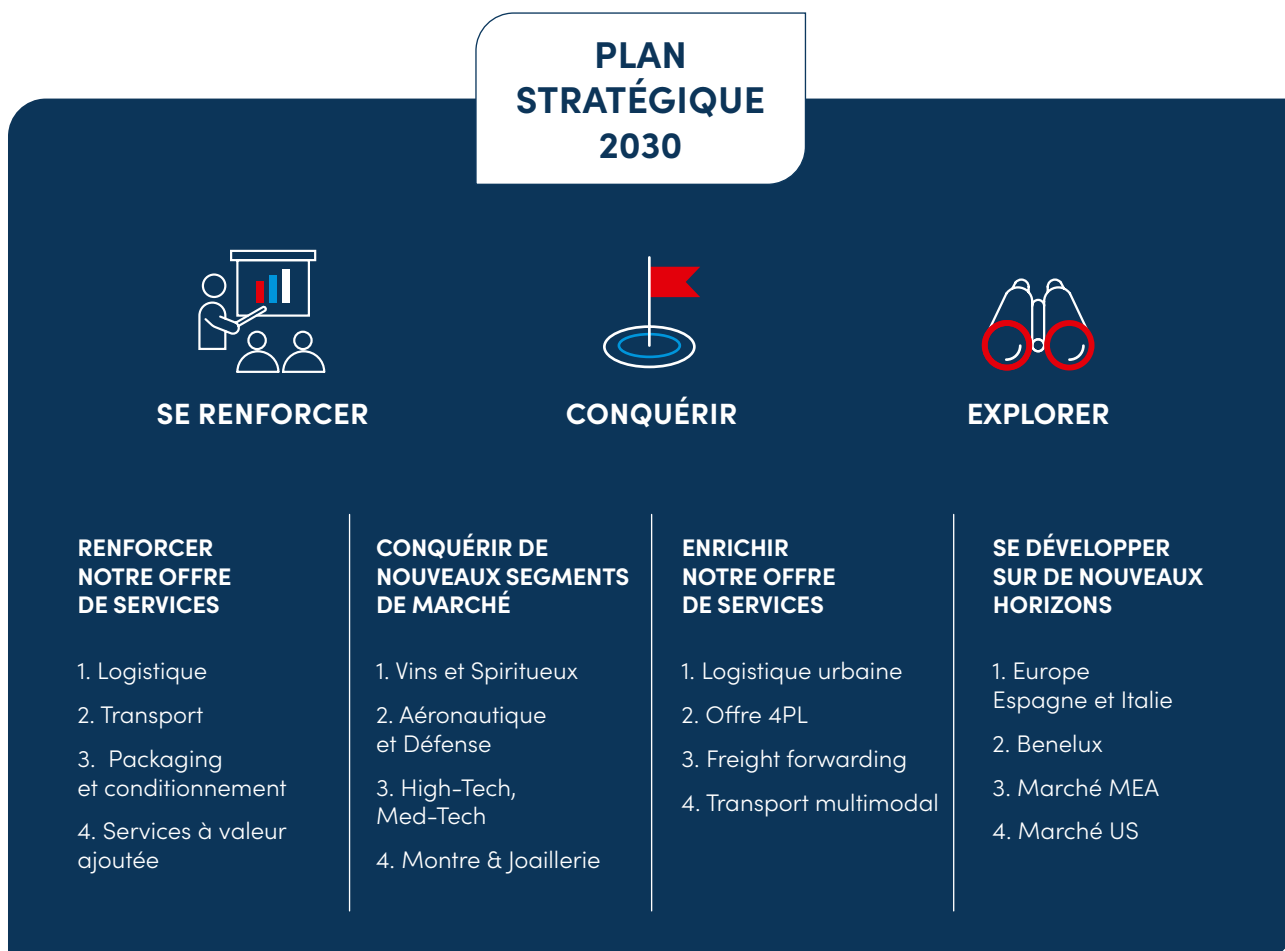 PLAN
STRATÉGIQUE
2030
SE RENFORCER
CONQUÉRIR
EXPLORER
RENFORCER
NOTRE OFFRE
DE SERVICES
1. Logistique
2. Transport
3. Packaging
et conditionnement
4. Services à valeur
ajoutée
CONQUÉRIR DE
NOUVEAUX SEGMENTS
DE MARCHÉ
1. Vins et Spiritueux
2. Aéronautique
et Défense
3. High-Tech,
Med-Tech
4. Montre & Joaillerie
ENRICHIR
NOTRE OFFRE
DE SERVICES
1. Logistique urbaine
2. Offre 4PL
3. Freight forwarding
4. Transport multimodal
SE DÉVELOPPER
SUR DE NOUVEAUX
HORIZONS
1. Europe
Espagne et Italie
2. Benelux
3. Marché MEA
4. Marché US